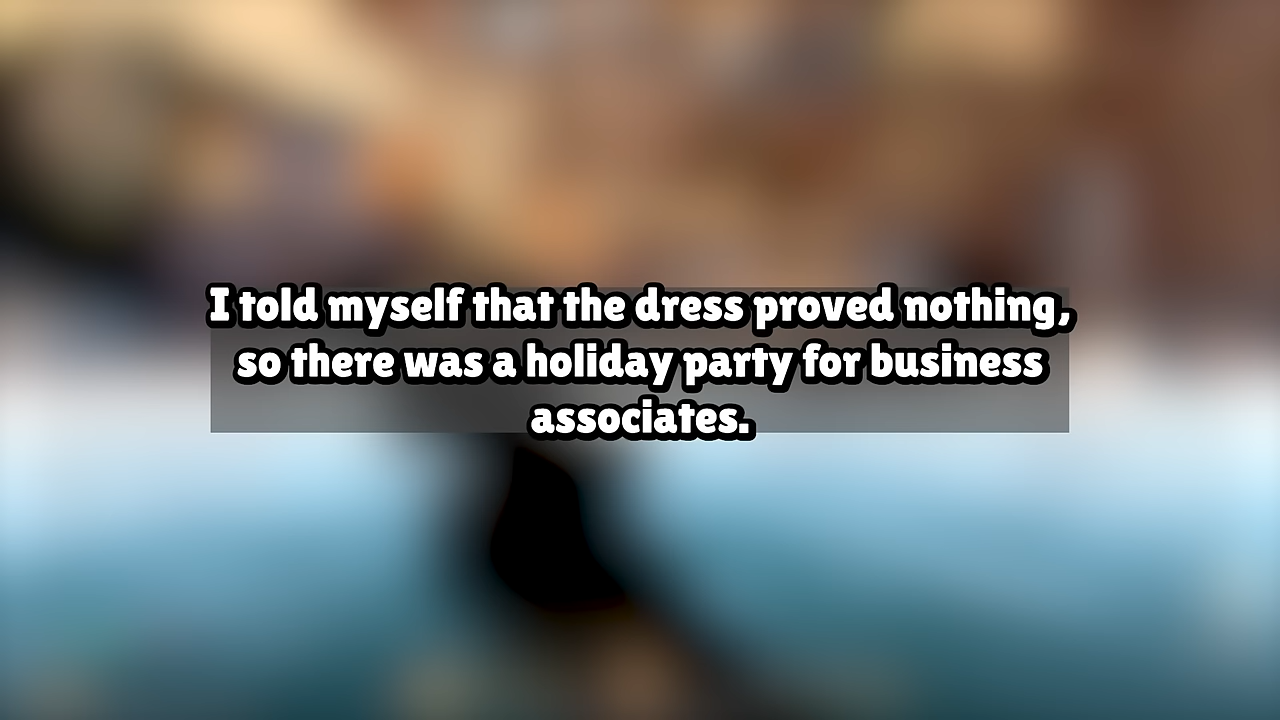 I told myself that the dress proved nothing,
so there was a holiday party for business
associates.